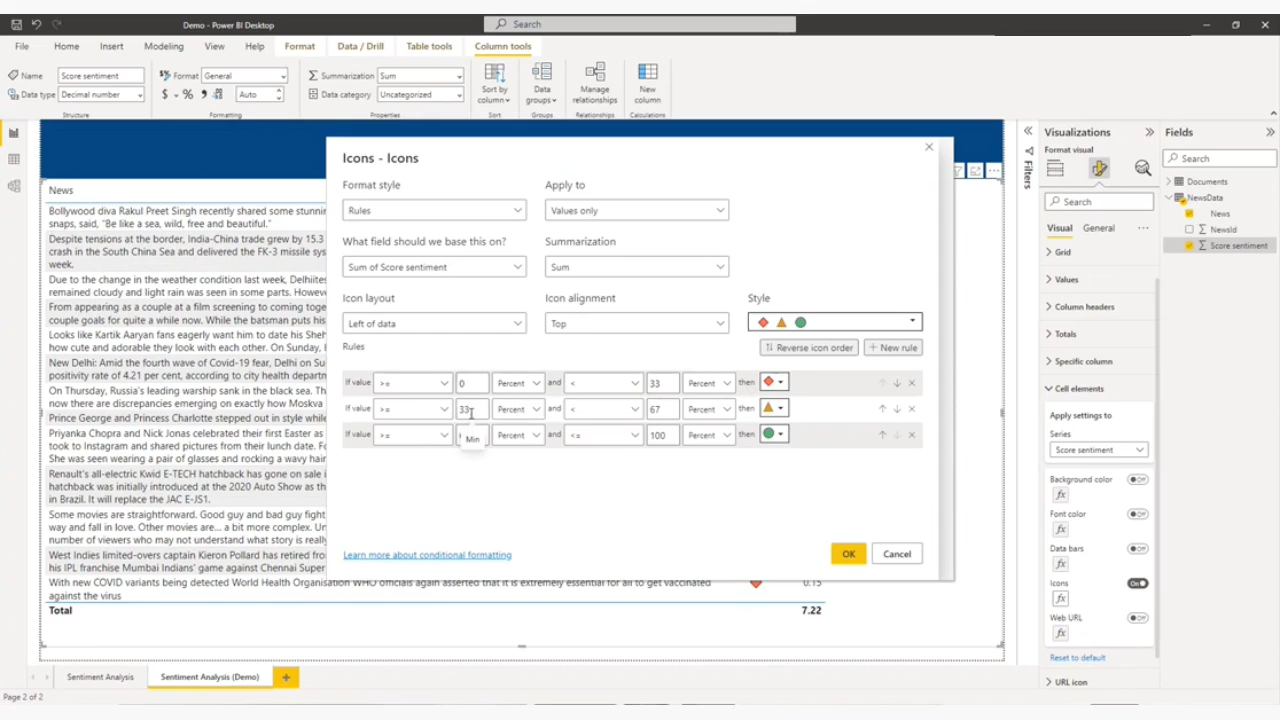 Demo - Power BI Desktop
Search
File Home Insert Modeling View Help Format Data / Drill Table tools Column tools
Name Score sentiment
Format General
Summarization Sum
Data type Decimal number
$ % Auto
Data category Uncategorized
Sort by column
Data groups
Manage relationships
New column
Structure Formatting Properties Sort Groups Relationships Calculations
News
Bollywood diva Rakul Preet Singh recently shared some
snaps, said, "Be like a sea, wild, free and beautiful."
Despite tensions at the border, India-China trade grew by 15.3
crash in the South China Sea and delivered the FK-3 missile
week.
Due to the change in the weather condition last week,
remained cloudy and light rain was seen in some parts.
From appearing as a couple at a film screening to coming
couple goals for quite a while now. While the batsman puts his
Looks like Kartik Aaryan fans eagerly want him to date his
how cute and adorable they look with each other. On Sunday,
New Delhi: Amid the fourth wave of Covid-19 fear, Delhi on
positivity rate of 4.21 per cent, according to city health
On Thursday, Russia's leading warship sank in the black sea.
now there are discrepancies emerging on exactly how Moskva
Prince George and Princess Charlotte stepped out in style while
Priyanka Chopra and Nick Jonas celebrated their first Easter as
took to Instagram and shared pictures from their lunch date.
She was seen wearing a pair of glasses and rocking a wavy
Renault's all-electric Kwid E-TECH hatchback has gone on sale
hatchback was initially introduced at the 2020 Auto Show as
in Brazil. It will replace the JAC E-JS1.
Some movies are straightforward. Good guy and bad guy
way and fall in love. Other movies are... a bit more complex.
number of viewers who may not understand what story is
West Indies limited-overs captain Kieron Pollard has retired
his IPL franchise Mumbai Indians' game against Chennai Super
With new COVID variants being detected World Health Organisation WHO officials again asserted that it is extremely essential for all to get vaccinated 0.15
against the virus
Total 7.22
Icons - Icons
Format style
Apply to
Rules
Values only
What field should we base this on?
Summarization
Sum of Score sentiment
Sum
Icon layout
Icon alignment
Style
Left of data
Top
Rules
Reverse icon order
+ New rule
If value >= 0 Percent and < 33 Percent then
If value >= 33 Percent and < 67 Percent then
If value >= Percent and <= 100 Percent then
Min
Learn more about conditional formatting
OK
Cancel
Filters
Visualizations
Format visual
Search
Visual General ...
Grid
Values
Column headers
Totals
Specific column
Cell elements
Apply settings to
Series
Score sentiment
Background color Off
fx
Font color Off
fx
Data bars Off
fx
Icons On
fx
Web URL Off
fx
Reset to default
URL icon
Fields
Search
Documents
NewsData
News
NewsId
Score sentiment
Sentiment Analysis
Sentiment Analysis (Demo)
+
Page 2 of 2